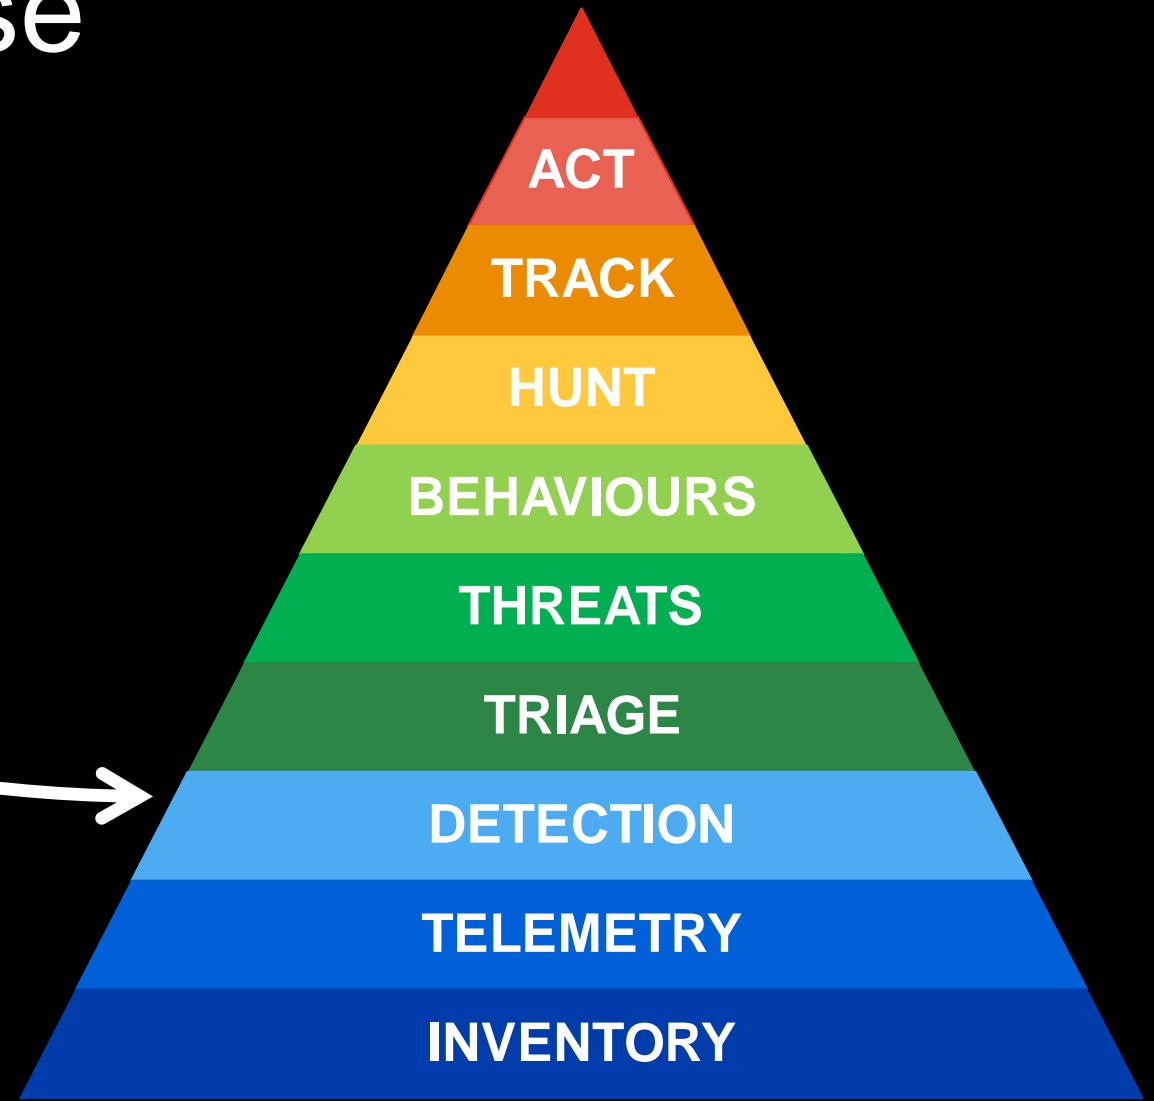 se
ACT
TRACK
HUNT
BEHAVIOURS
THREATS
TRIAGE
DETECTION
TELEMETRY
INVENTORY